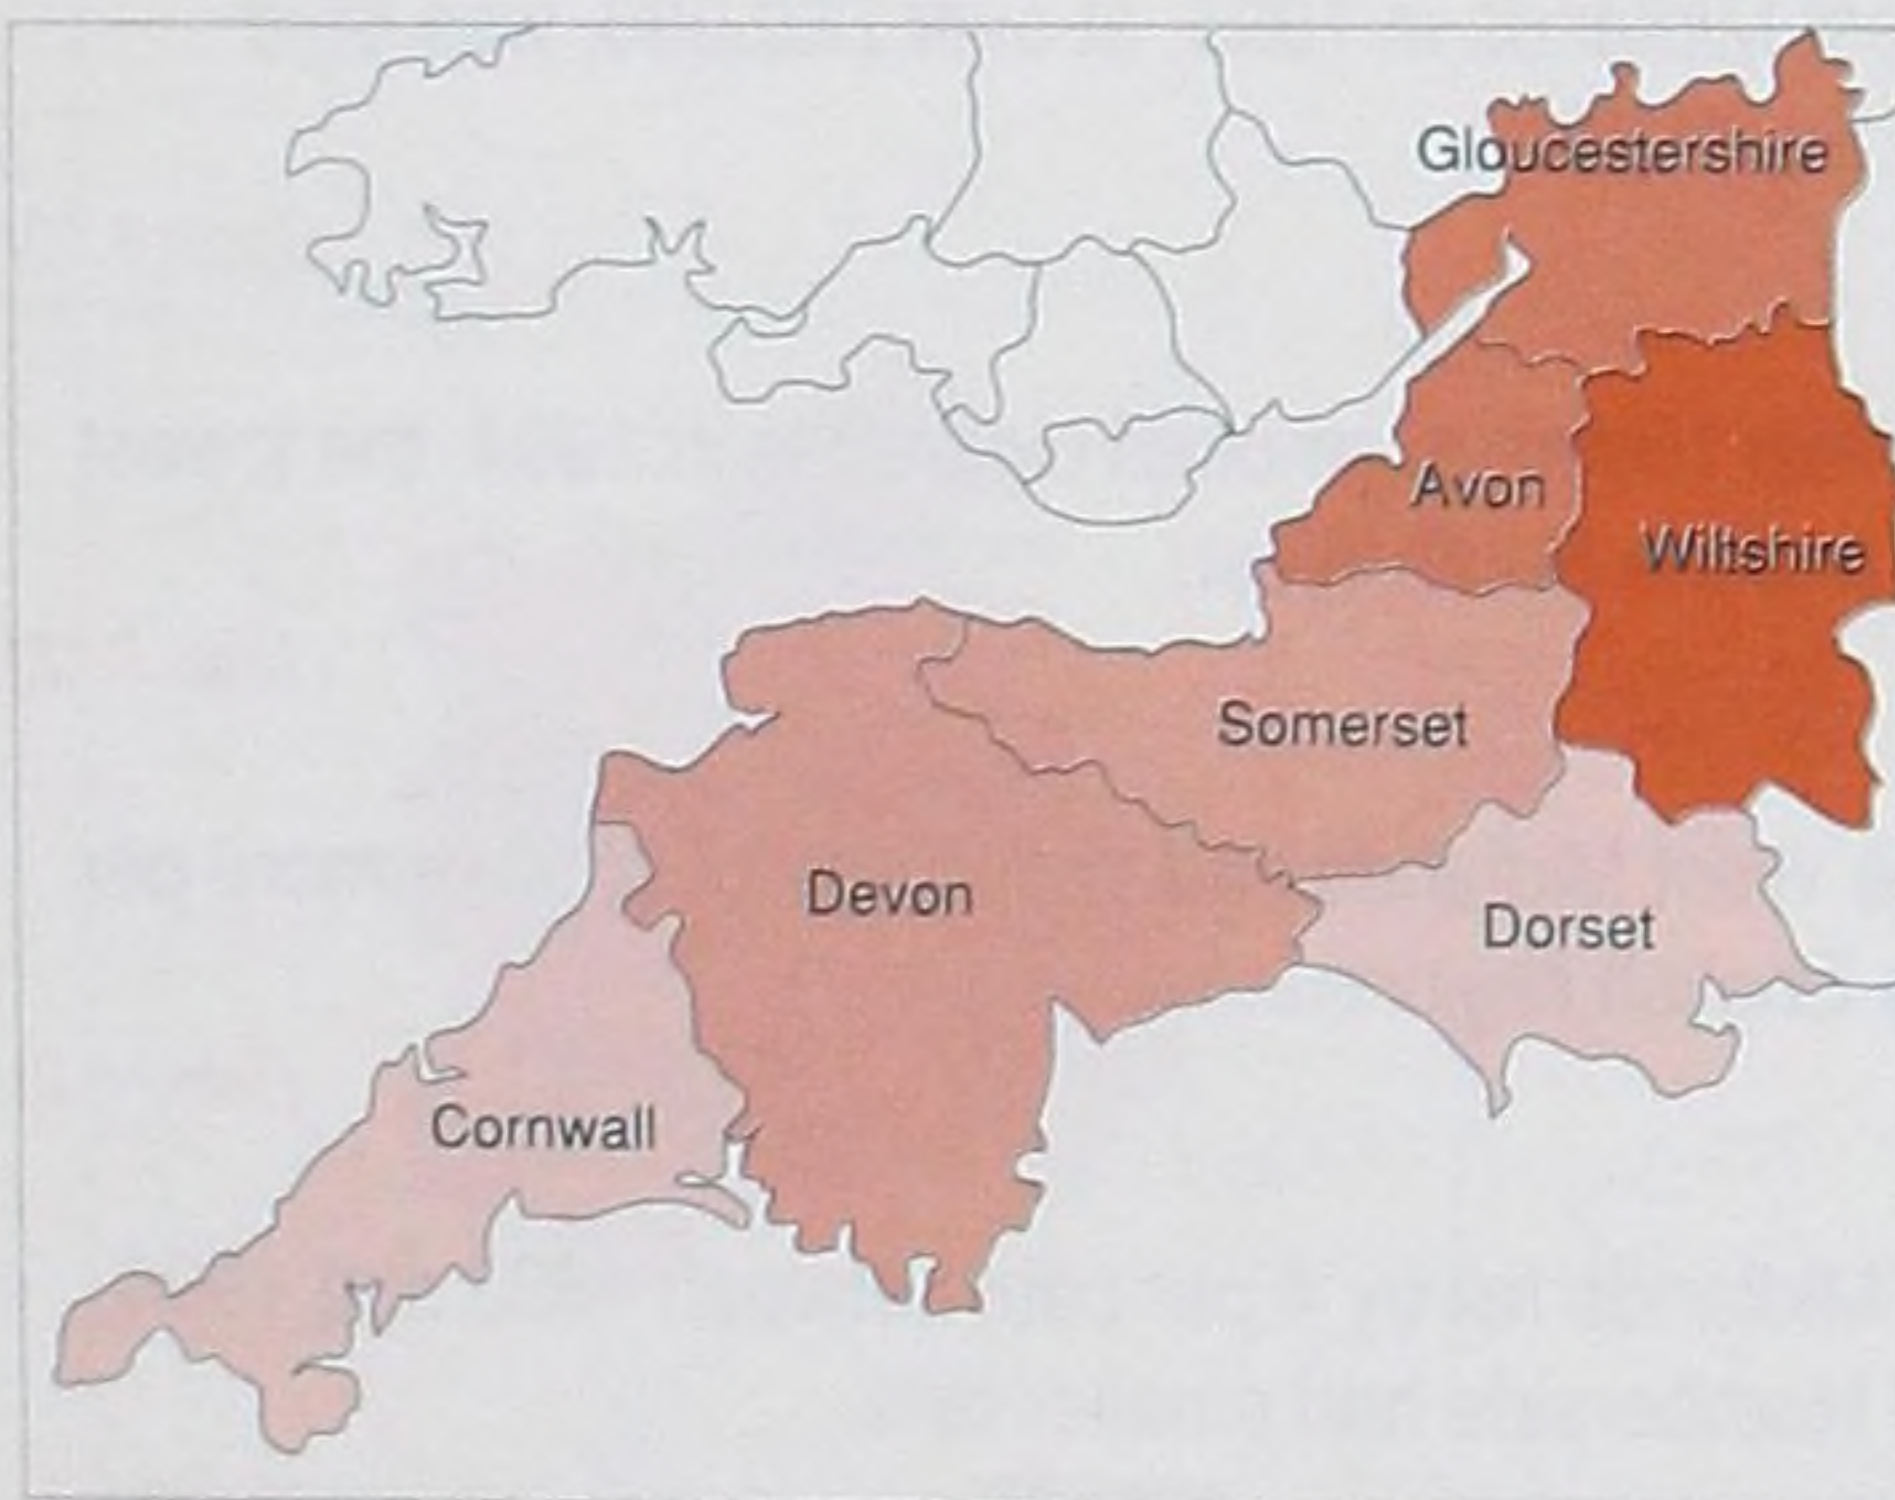 Gloucestershire
Avon
Wiltshire
Somerset
Devon
Dorset
Cornwall